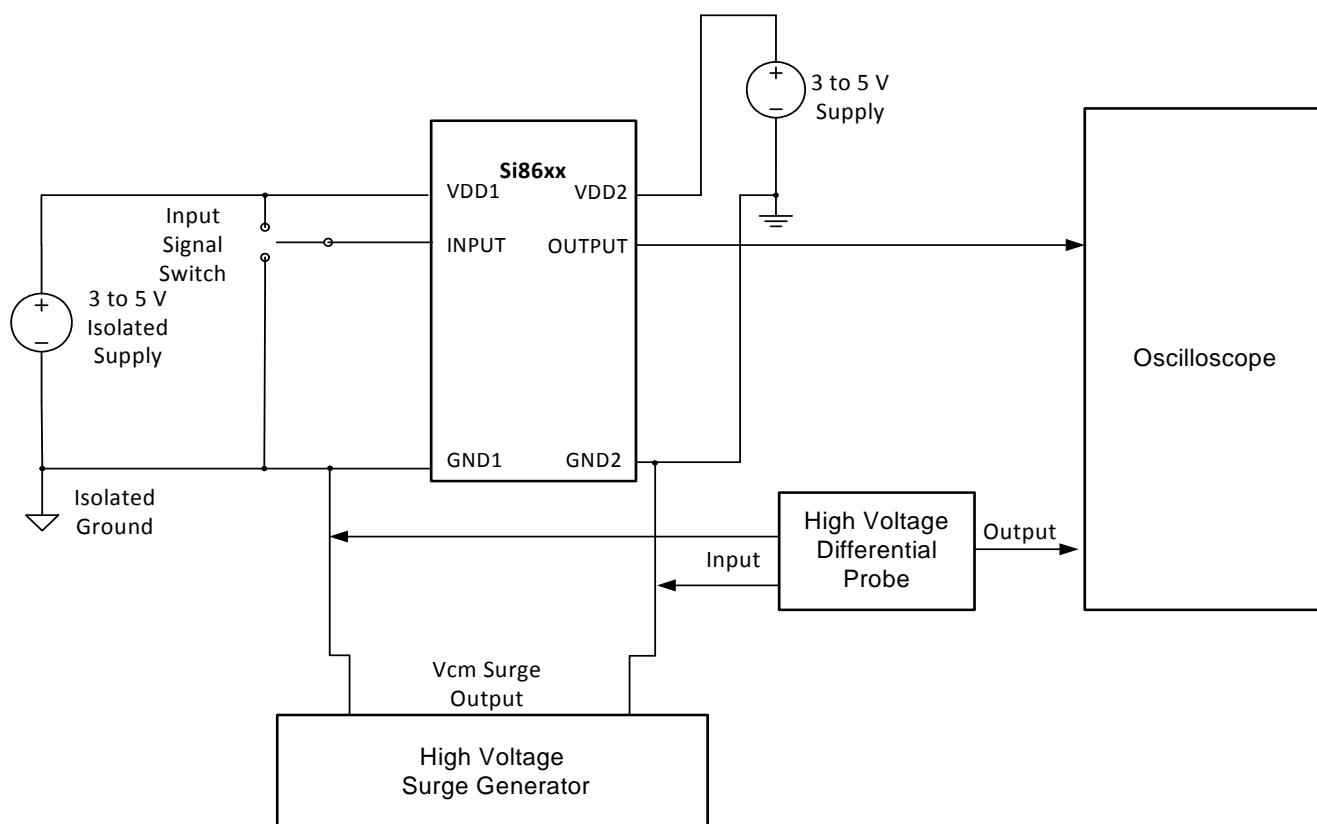 3 to 5 V
Supply
+
−
Si86xx
VDD1
VDD2
Input
Signal
Switch
INPUT
OUTPUT
+
−
3 to 5 V
Isolated
Supply
Oscilloscope
GND1
GND2
Isolated
Ground
High Voltage
Differential
Probe
Input
Output
Vcm Surge
Output
High Voltage
Surge Generator